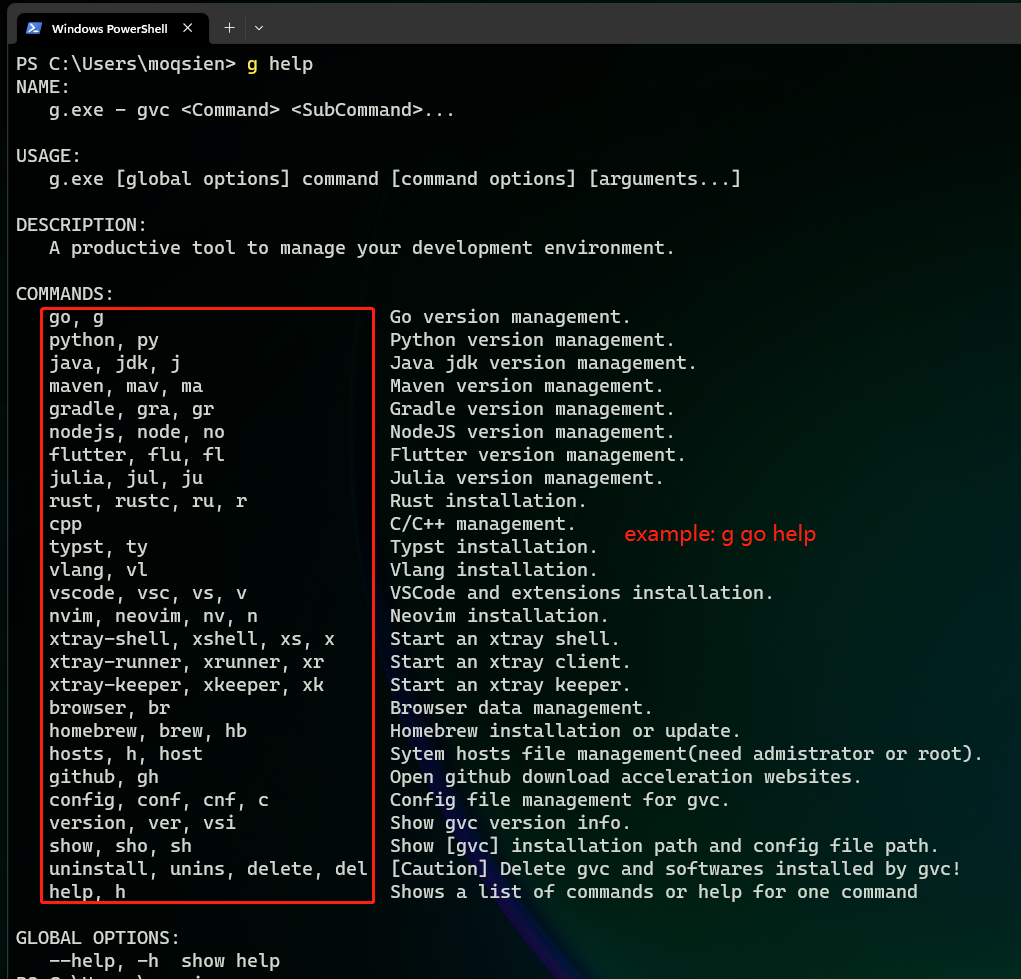 Windows PowerShell
PS C:\Users\moqsien> g help
NAME:
g.exe - gvc <Command> <SubCommand>...
USAGE:
g.exe [global options] command [command options] [arguments...]
DESCRIPTION:
A productive tool to manage your development environment.
COMMANDS:
go, g Go version management.
python, py Python version management.
java, jdk, j Java jdk version management.
maven, mav, ma Maven version management.
gradle, gra, gr Gradle version management.
nodejs, node, no NodeJS version management.
flutter, flu, fl Flutter version management.
julia, jul, ju Julia version management.
rust, rustc, ru, r Rust installation.
cpp C/C++ management.
example: g go help
typst, ty Typst installation.
vlang, vl Vlang installation.
vscode, vsc, vs, v VSCode and extensions installation.
nvim, neovim, nv, n Neovim installation.
xtray-shell, xshell, xs, x Start an xtray shell.
xtray-runner, xrunner, xr Start an xtray client.
xtray-keeper, xkeeper, xk Start an xtray keeper.
browser, br Browser data management.
homebrew, brew, hb Homebrew installation or update.
hosts, h, host Sytem hosts file management(need admistrator or root).
github, gh Open github download acceleration websites.
config, conf, cnf, c Config file management for gvc.
version, ver, vsi Show gvc version info.
show, sho, sh Show [gvc] installation path and config file path.
uninstall, unins, delete, del [Caution] Delete gvc and softwares installed by gvc!
help, h Shows a list of commands or help for one command
GLOBAL OPTIONS:
--help, -h show help